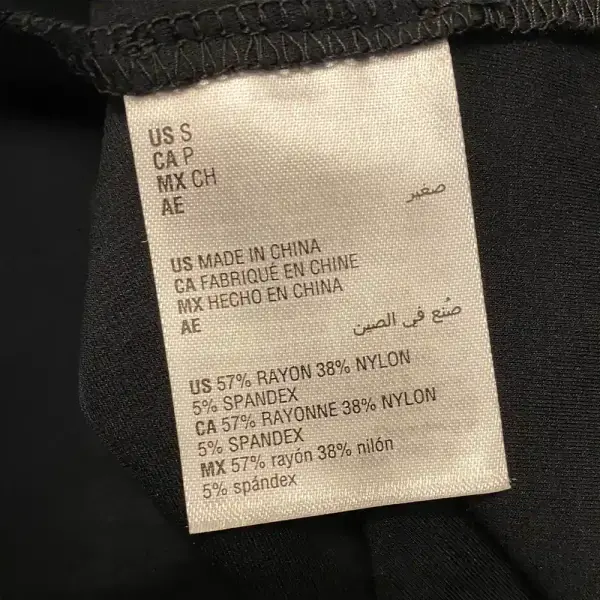 US S
CA P
MX CH
AE صغير
US MADE IN CHINA
CA FABRIQUÉ EN CHINE
MX HECHO EN CHINA
AE صُنع في الصين
US 57% RAYON 38% NYLON
5% SPANDEX
CA 57% RAYONNE 38% NYLON
5% SPANDEX
MX 57% rayón 38% nilón
5% spándex